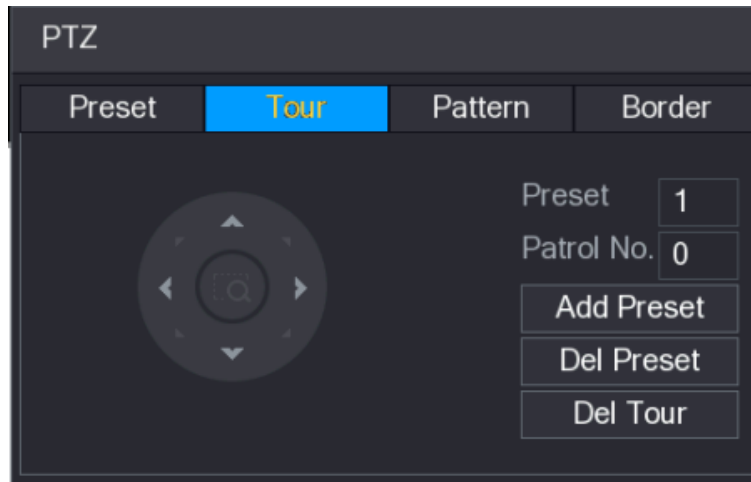 PTZ
Preset Tour Pattern Border
Preset 1
Patrol No. 0
Add Preset
Del Preset
Del Tour